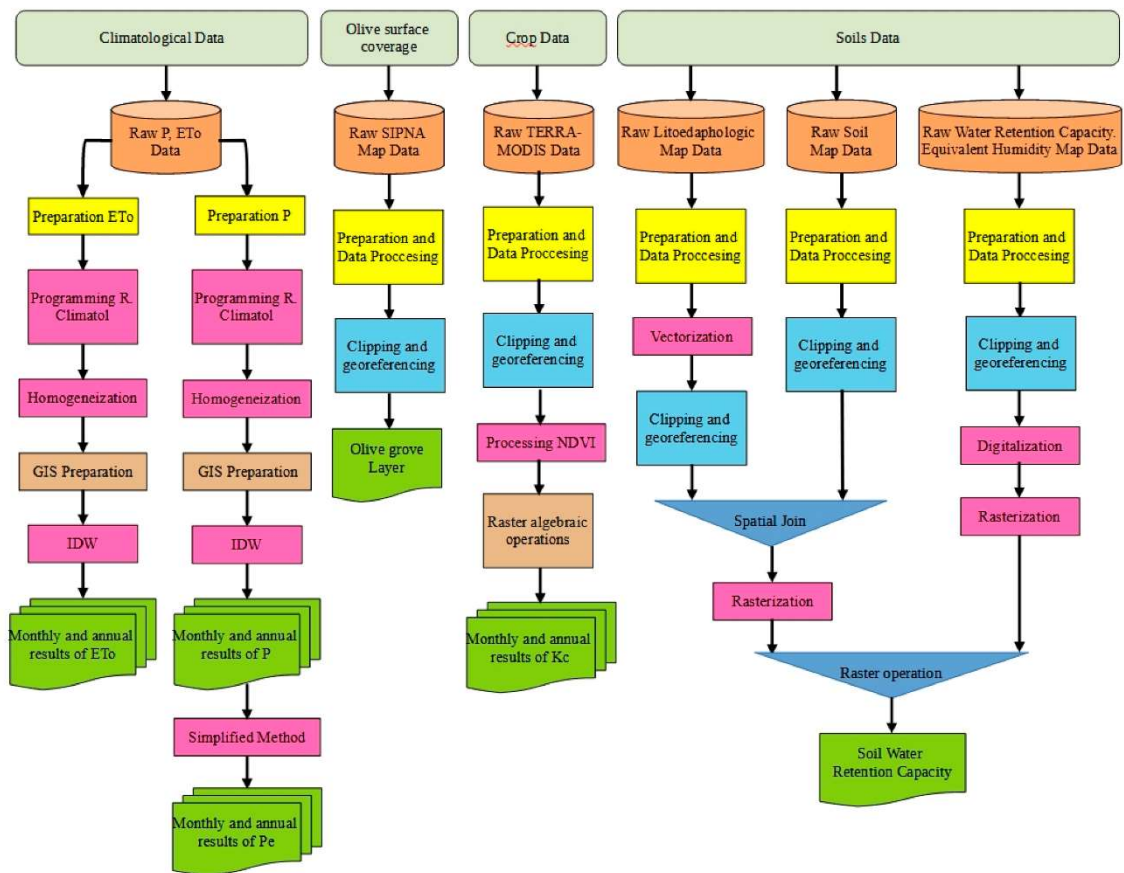 Climatological Data
Olive surface
coverage
Crop Data
Soils Data
Raw P, ETo
Data
Raw SIPNA
Map Data
Raw TERRA-
MODIS Data
Raw Litoedaphologic
Map Data
Raw Soil
Map Data
Raw Water Retention Capacity.
Equivalent Humidity Map Data
Preparation ETo
Preparation P
Preparation and
Data Proccesing
Preparation and
Data Proccesing
Preparation and
Data Proccesing
Preparation and
Data Proccesing
Preparation and
Data Proccesing
Programming R.
Climatol
Programming R.
Climatol
Clipping and
georeferencing
Clipping and
georeferencing
Vectorization
Clipping and
georeferencing
Clipping and
georeferencing
Homogeneization
Homogeneization
Clipping and
georeferencing
Olive grove
Layer
Processing NDVI
Digitalization
GIS Preparation
GIS Preparation
Raster algebraic
operations
Spatial Join
Rasterization
IDW
IDW
Rasterization
Monthly and annual
results of ETo
Monthly and annual
results of P
Monthly and annual
results of Kc
Raster operation
Simplified Method
Soil Water
Retention Capacity
Monthly and annual
results of Pe